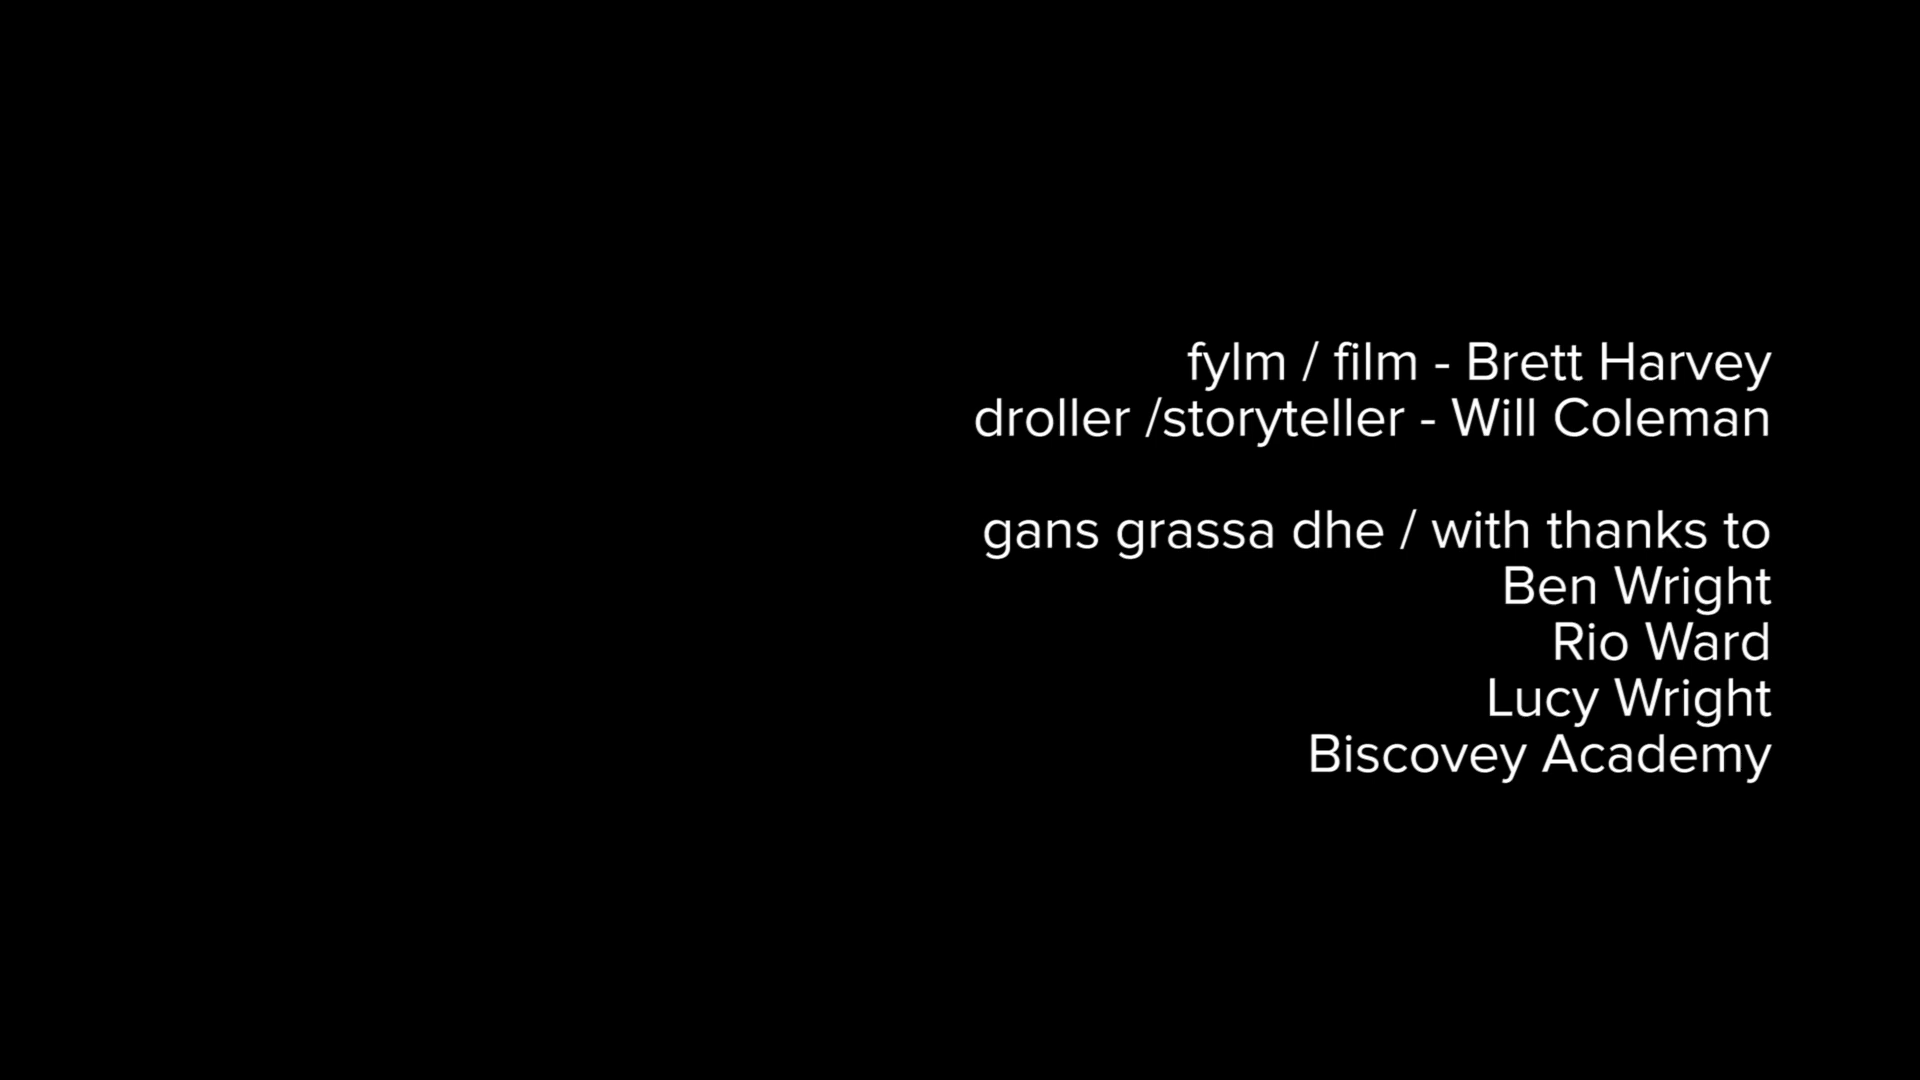 fylm / film - Brett Harvey
droller /storyteller - Will Coleman
gans grassa dhe / with thanks to
Ben Wright
Rio Ward
Lucy Wright
Biscovey Academy